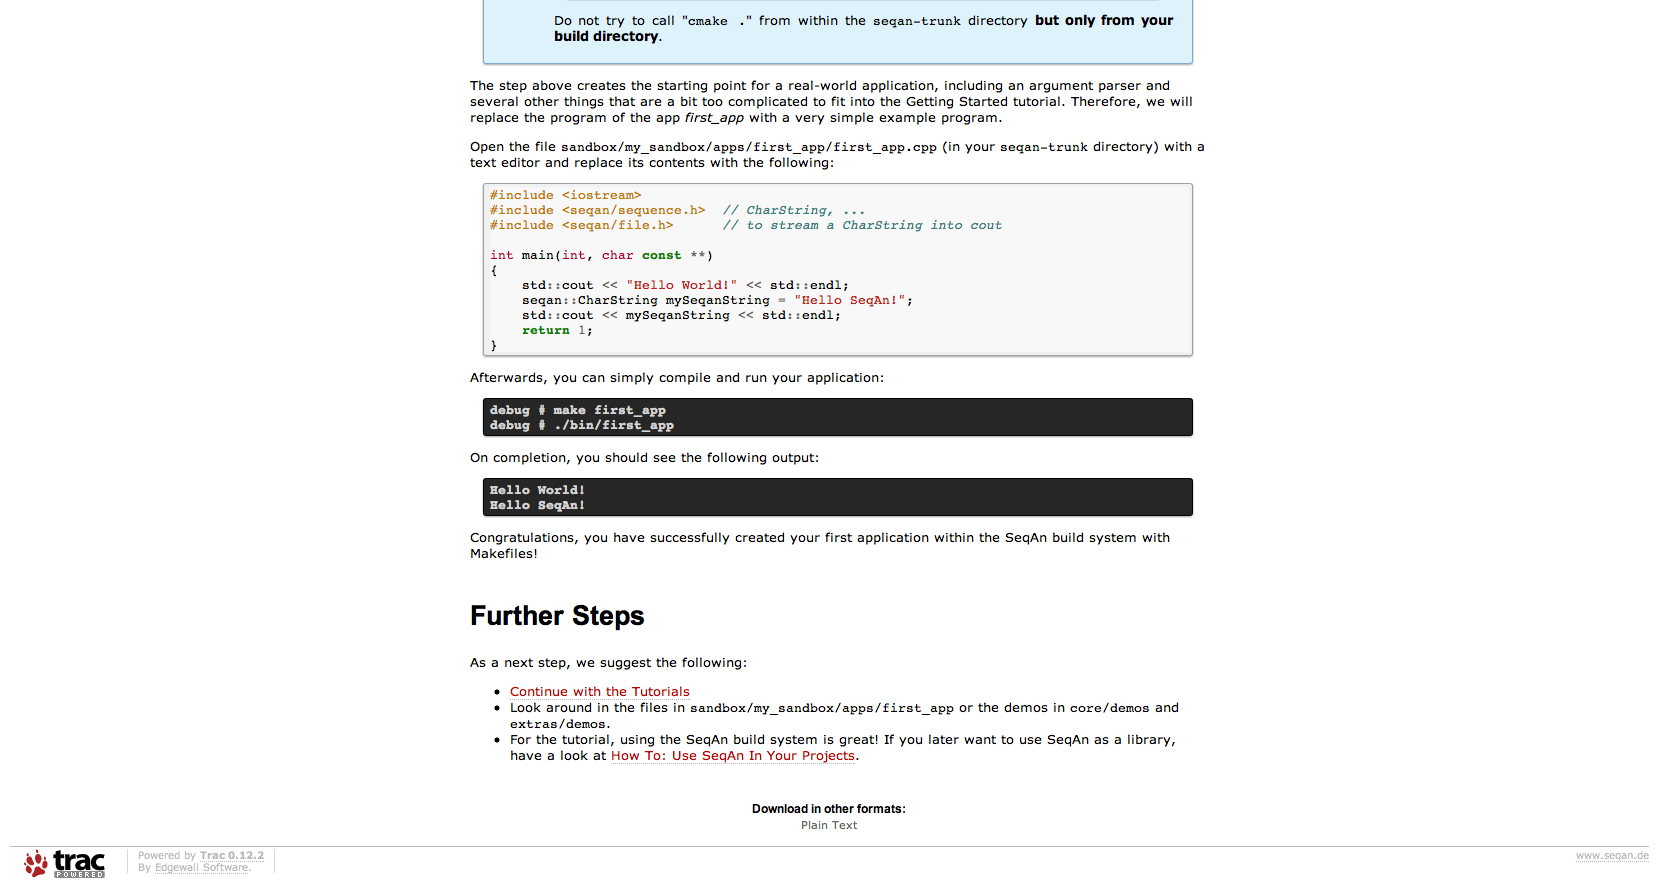 Do not try to call "cmake ." from within the seqan-trunk directory but only from your
build directory.
The step above creates the starting point for a real-world application, including an argument parser and
several other things that are a bit too complicated to fit into the Getting Started tutorial. Therefore, we will
replace the program of the app first_app with a very simple example program.
Open the file sandbox/my_sandbox/apps/first_app/first_app.cpp (in your seqan-trunk directory) with a
text editor and replace its contents with the following:
#include <iostream>
#include <seqan/sequence.h>  // CharString, ...
#include <seqan/file.h>      // to stream a CharString into cout
int main(int, char const **)
{
    std::cout << "Hello World!" << std::endl;
    seqan::CharString mySeqanString = "Hello SeqAn!";
    std::cout << mySeqanString << std::endl;
    return 1;
}
Afterwards, you can simply compile and run your application:
debug # make first_app
debug # ./bin/first_app
On completion, you should see the following output:
Hello World!
Hello SeqAn!
Congratulations, you have successfully created your first application within the SeqAn build system with
Makefiles!
Further Steps
As a next step, we suggest the following:
• Continue with the Tutorials
• Look around in the files in sandbox/my_sandbox/apps/first_app or the demos in core/demos and
extras/demos.
• For the tutorial, using the SeqAn build system is great! If you later want to use SeqAn as a library,
have a look at How To: Use SeqAn In Your Projects.
Download in other formats:
Plain Text
trac
POWERED
Powered by Trac 0.12.2
By Edgewall Software.
www.seqan.de